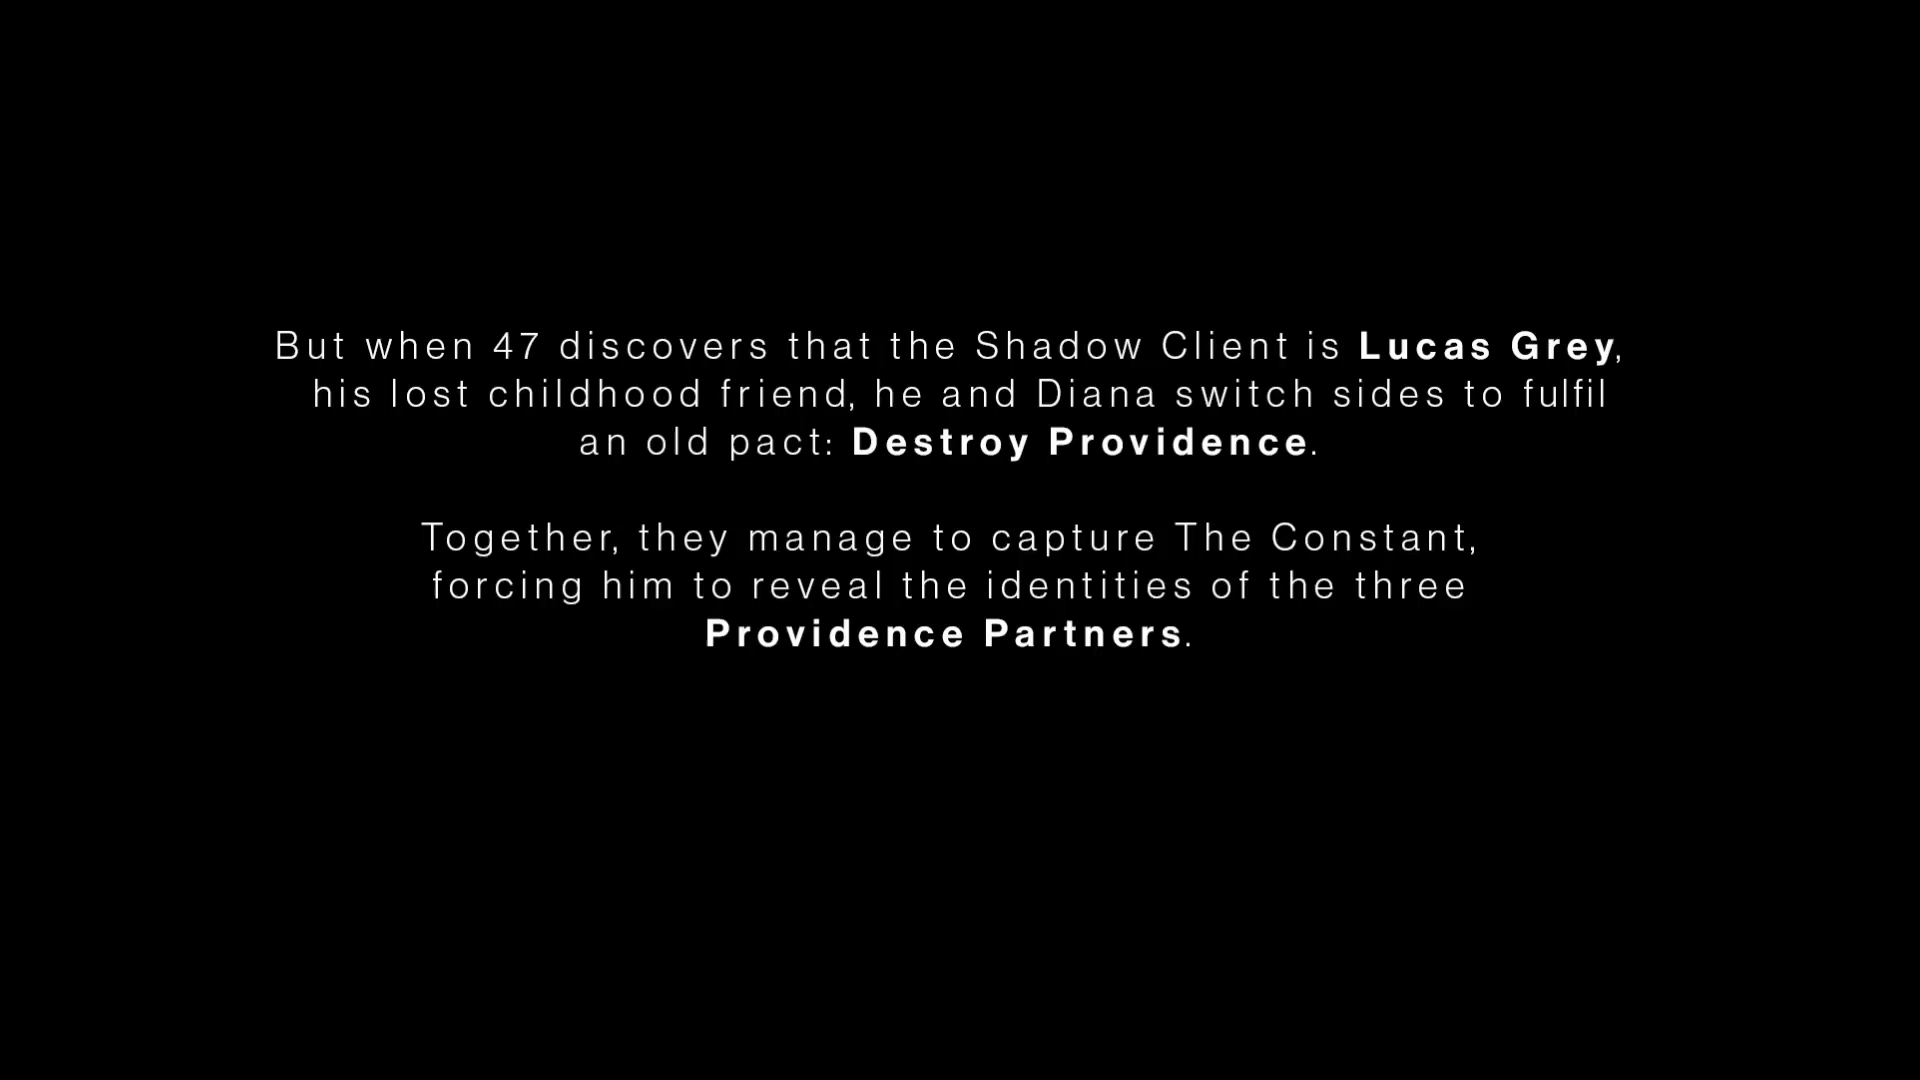 But when 47 discovers that the Shadow Client is Lucas Grey,
his lost childhood friend, he and Diana switch sides to fulfil
an old pact: Destroy Providence.
Together, they manage to capture The Constant,
forcing him to reveal the identities of the three
Providence Partners.